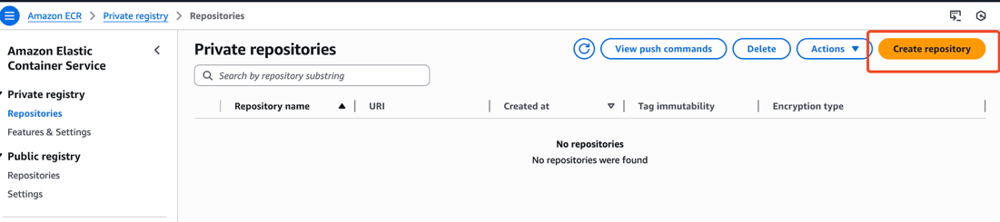 Amazon ECR > Private registry > Repositories
Amazon Elastic
Container Service
Private registry
Repositories
Features & Settings
Public registry
Repositories
Settings
Private repositories
View push commands
Delete
Actions
Create repository
Search by repository substring
Repository name
URI
Created at
Tag immutability
Encryption type
No repositories
No repositories were found